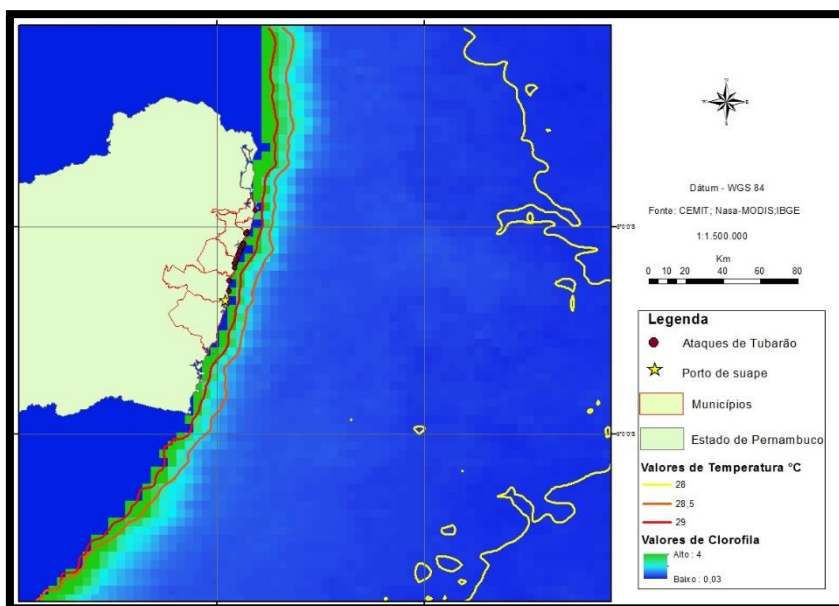 N
W
E
S
Dátum - WGS 84
Fonte: CEMIT; Nasa-MODIS;IBGE
1:1.500.000
Km
0 10 20 40 60 80
Legenda
Ataques de Tubarão
Porto de suape
Municípios
Estado de Pernambuco
Valores de Temperatura °C
28
28,5
29
Valores de Clorofila
Alto : 4
Baixo : 0,03